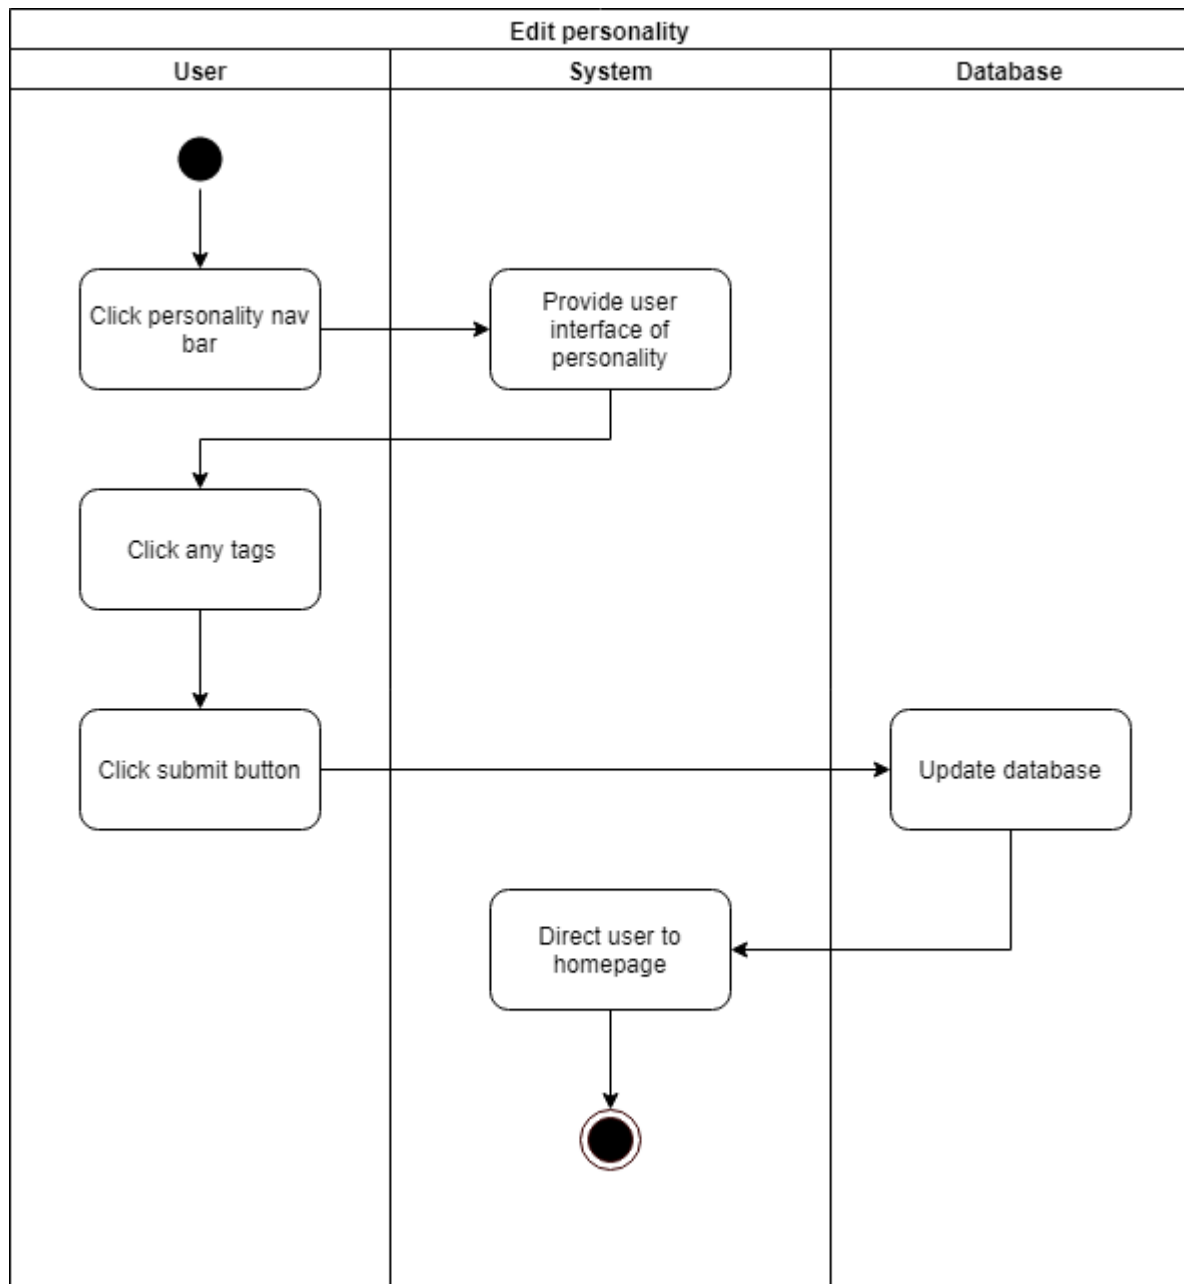 Edit personality
User
System
Database
Click personality nav
bar
Provide user
interface of
personality
Click any tags
Click submit button
Update database
Direct user to
homepage